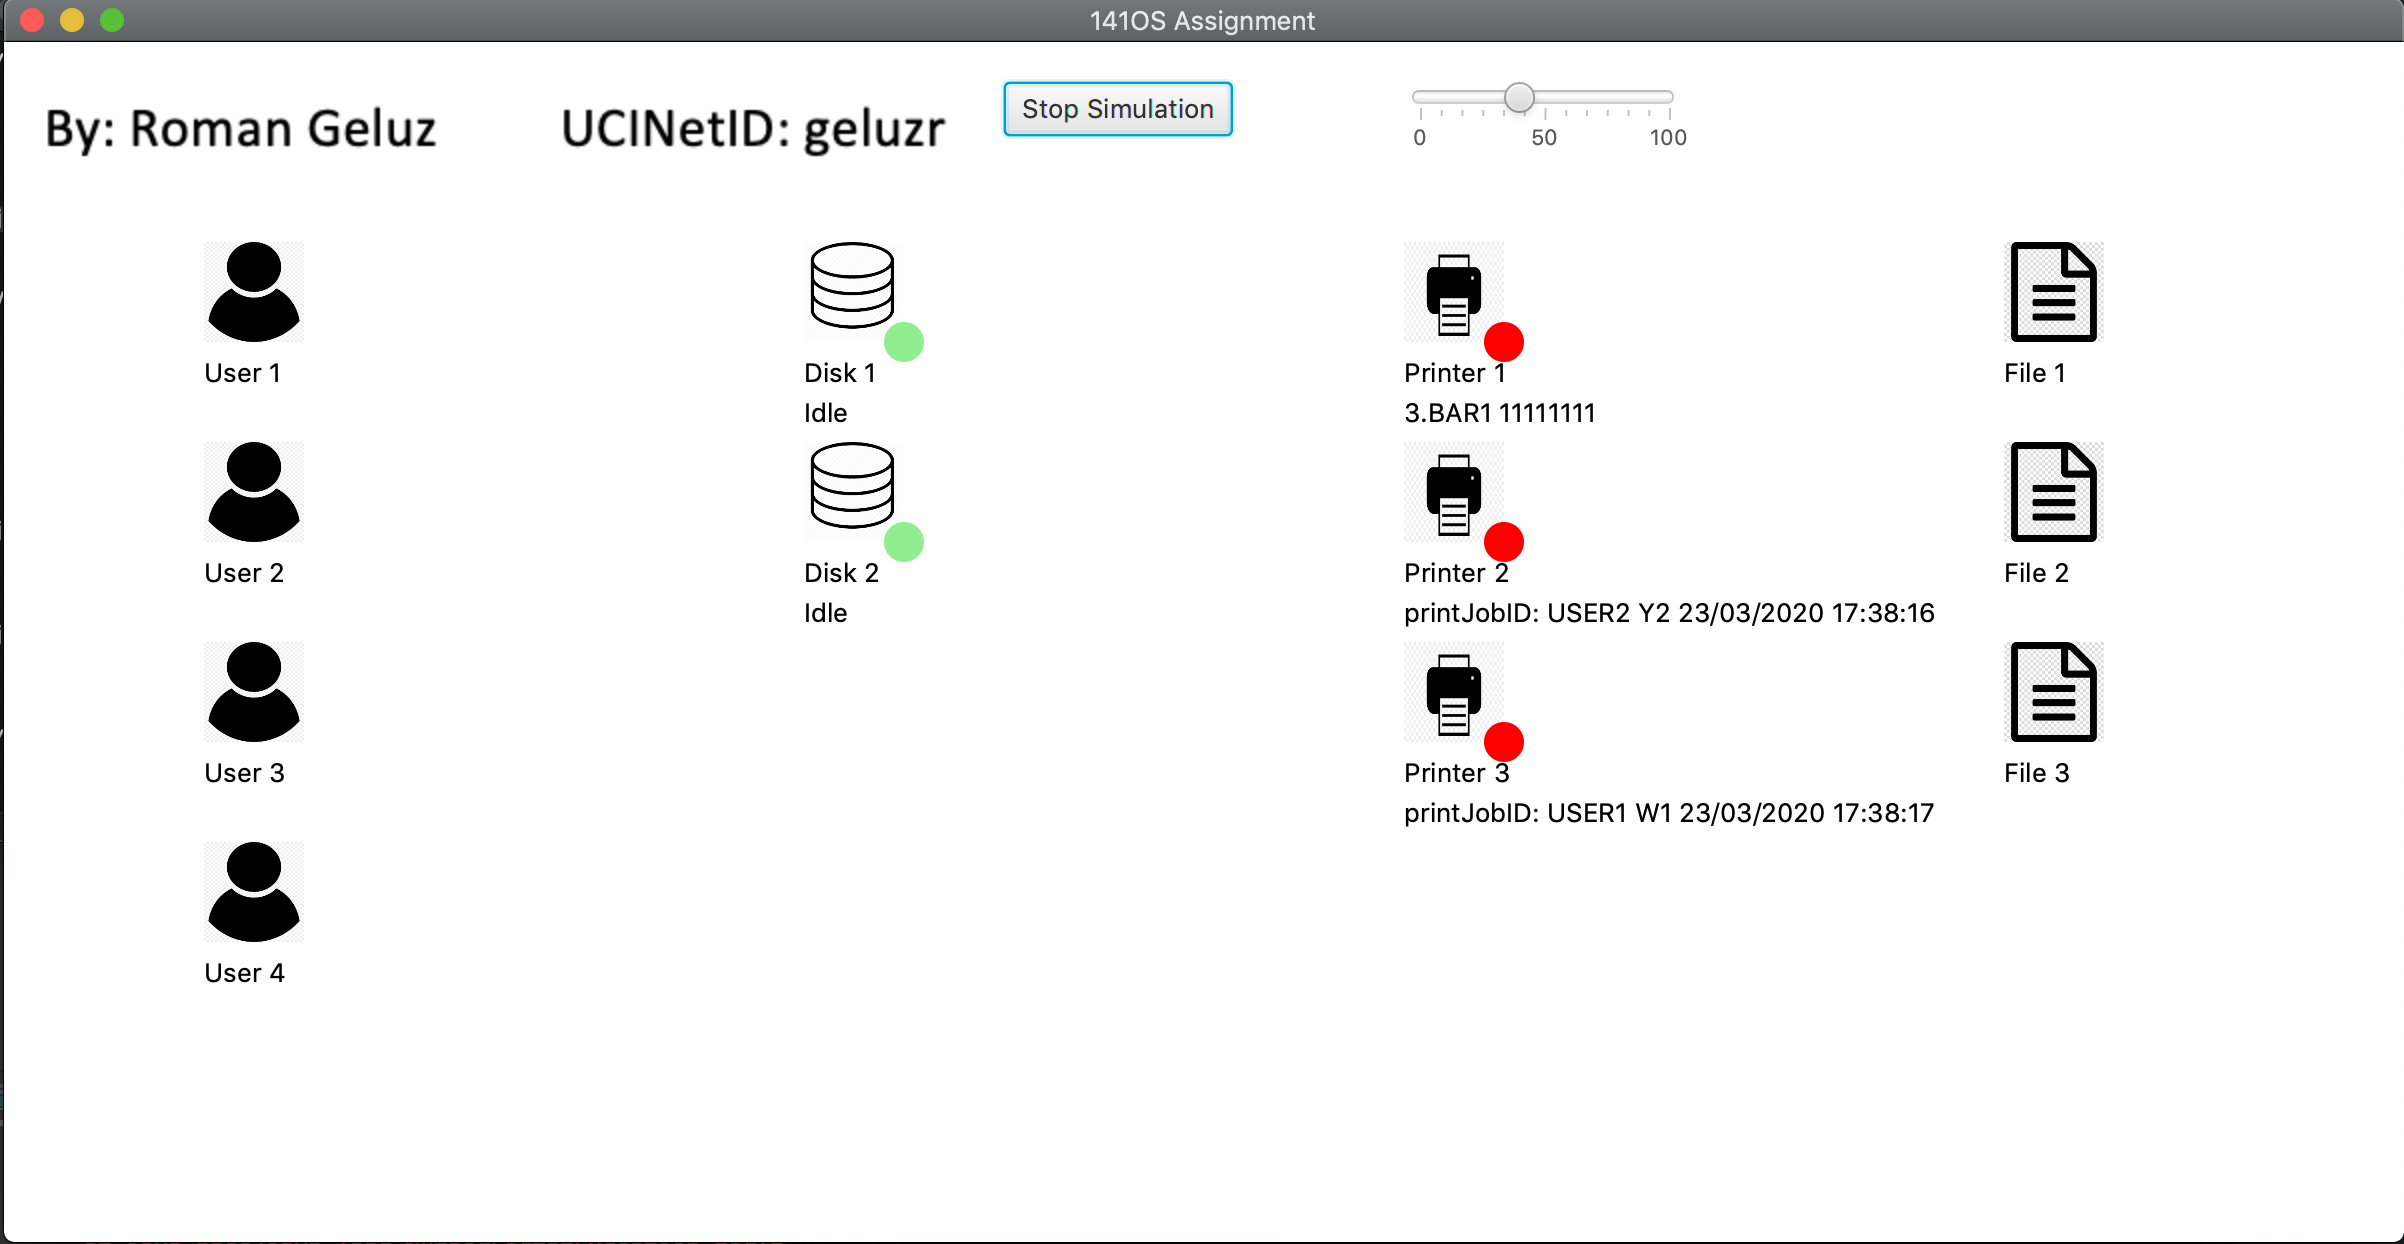 141OS Assignment
By: Roman Geluz
UCINetID: geluzr
Stop Simulation
0 50 100
User 1
Disk 1
Idle
Printer 1
3.BAR1 11111111
File 1
User 2
Disk 2
Idle
Printer 2
printJobID: USER2 Y2 23/03/2020 17:38:16
File 2
User 3
Printer 3
printJobID: USER1 W1 23/03/2020 17:38:17
File 3
User 4